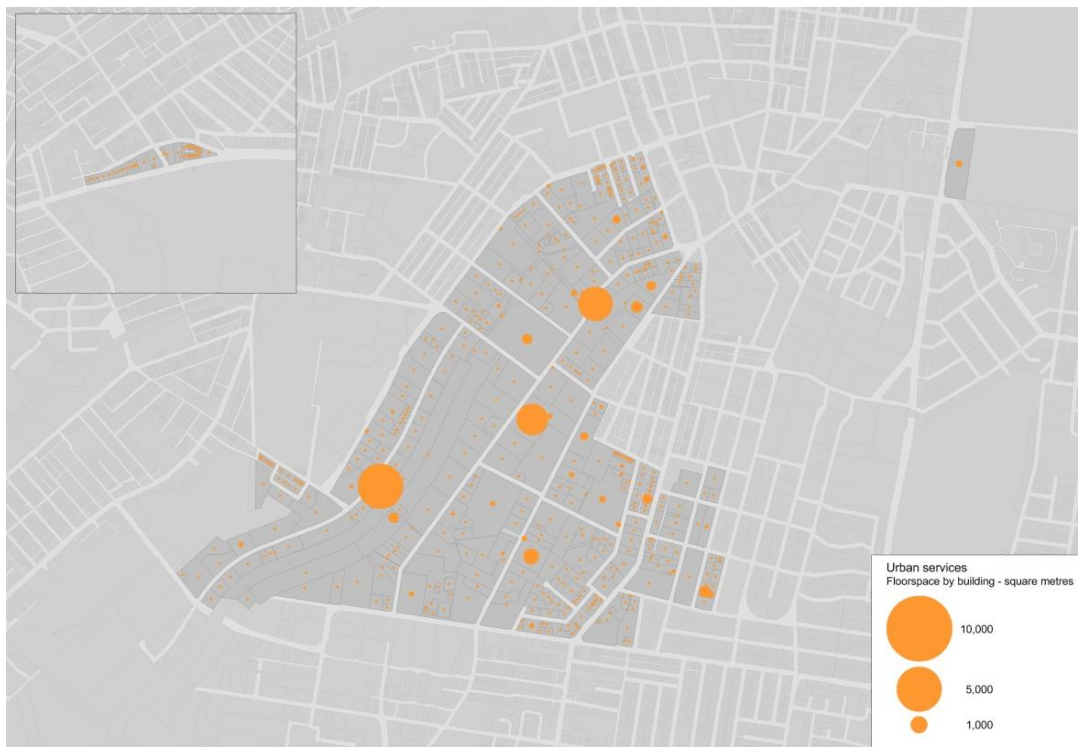 Urban services
Floorspace by building - square metres
10,000
5,000
1,000